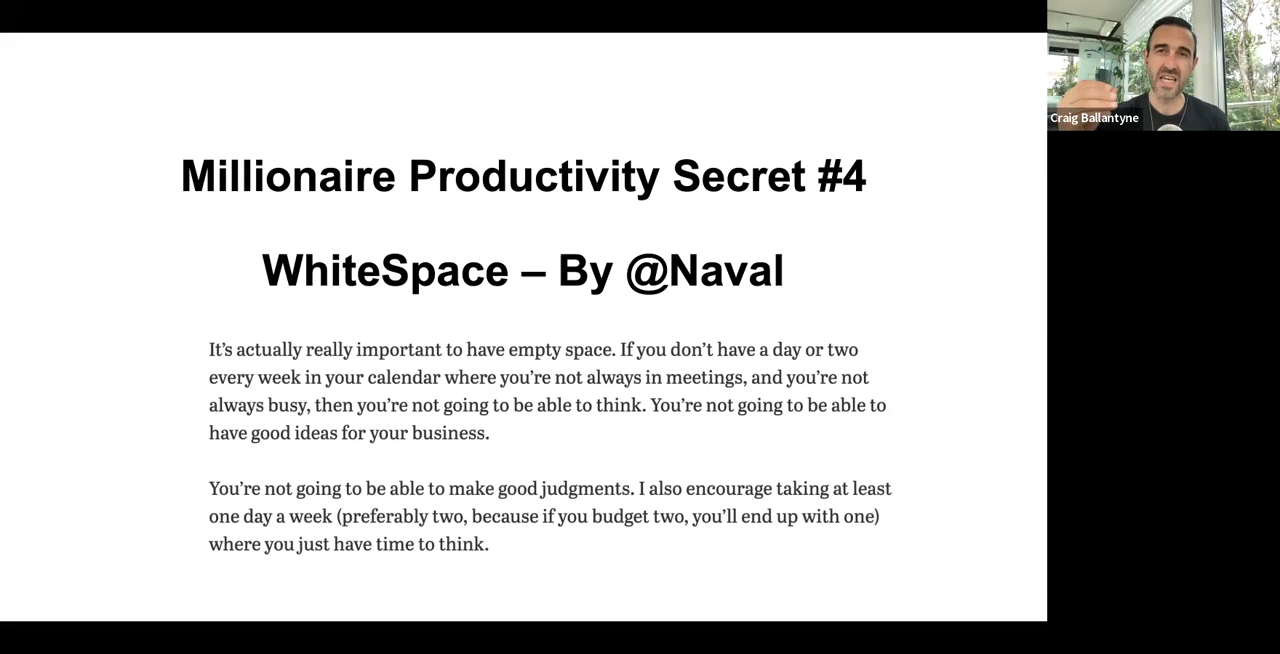 Millionaire Productivity Secret #4
WhiteSpace – By @Naval
It’s actually really important to have empty space. If you don’t have a day or two
every week in your calendar where you’re not always in meetings, and you’re not
always busy, then you’re not going to be able to think. You’re not going to be able to
have good ideas for your business.
You’re not going to be able to make good judgments. I also encourage taking at least
one day a week (preferably two, because if you budget two, you’ll end up with one)
where you just have time to think.
Craig Ballantyne